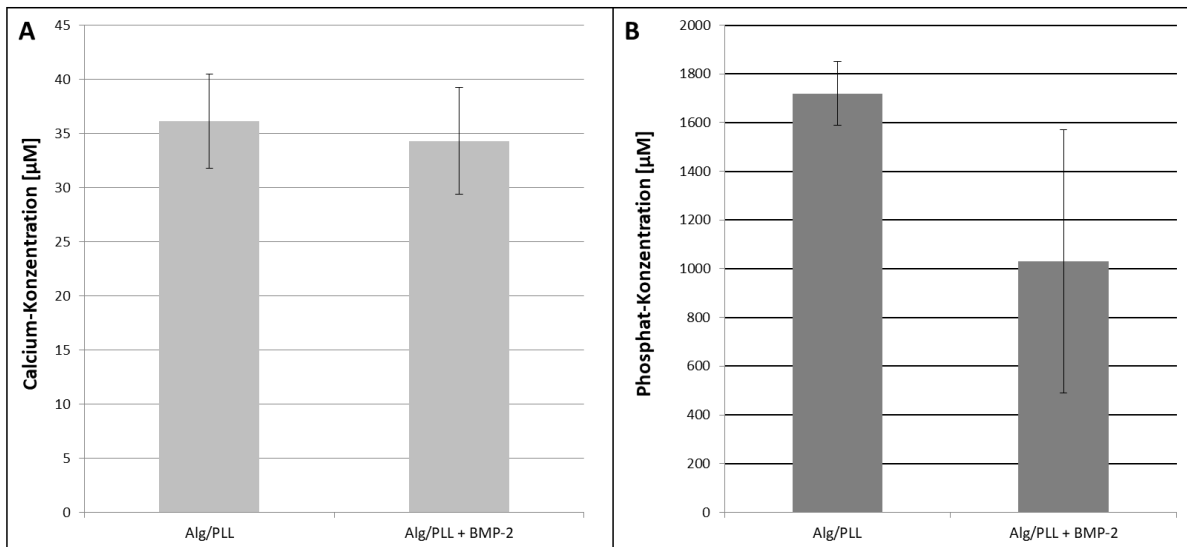 A
Calcium-Konzentration [µM]
45
40
35
30
25
20
15
10
5
0
Alg/PLL
Alg/PLL + BMP-2
B
Phosphat-Konzentration [µM]
2000
1800
1600
1400
1200
1000
800
600
400
200
0
Alg/PLL
Alg/PLL + BMP-2